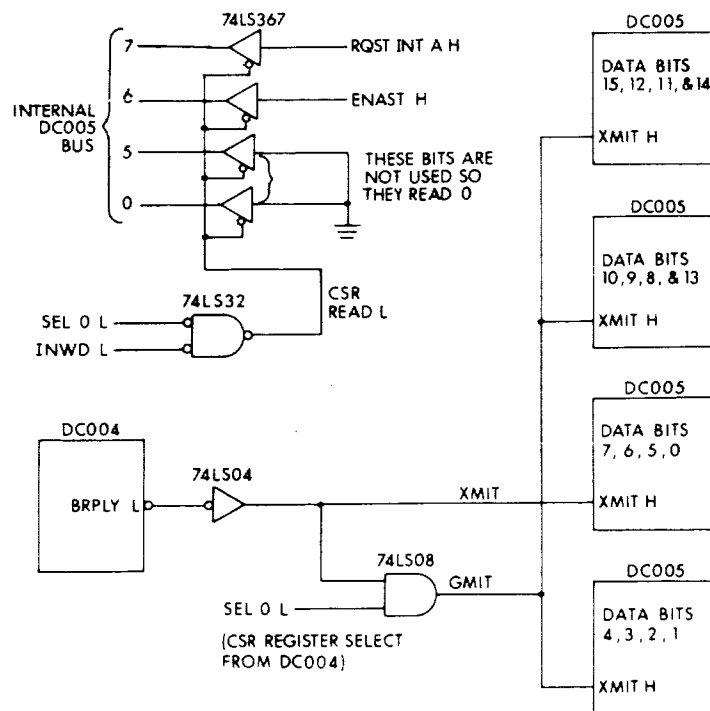 74LS367
7
RQST INT A H
6
ENAST H
INTERNAL
DC005
BUS
5
0
THESE BITS ARE
NOT USED SO
THEY READ 0
CSR
READ L
74LS32
SEL 0 L
INWD L
DC004
BRPLY L
74LS04
XMIT
74LS08
GMIT
SEL 0 L
(CSR REGISTER SELECT
FROM DC004)
DC005
DATA BITS
15, 12, 11, &14
XMIT H
DC005
DATA BITS
10, 9, 8, &13
XMIT H
DC005
DATA BITS
7, 6, 5, 0
XMIT H
DC005
DATA BITS
4, 3, 2, 1
XMIT H